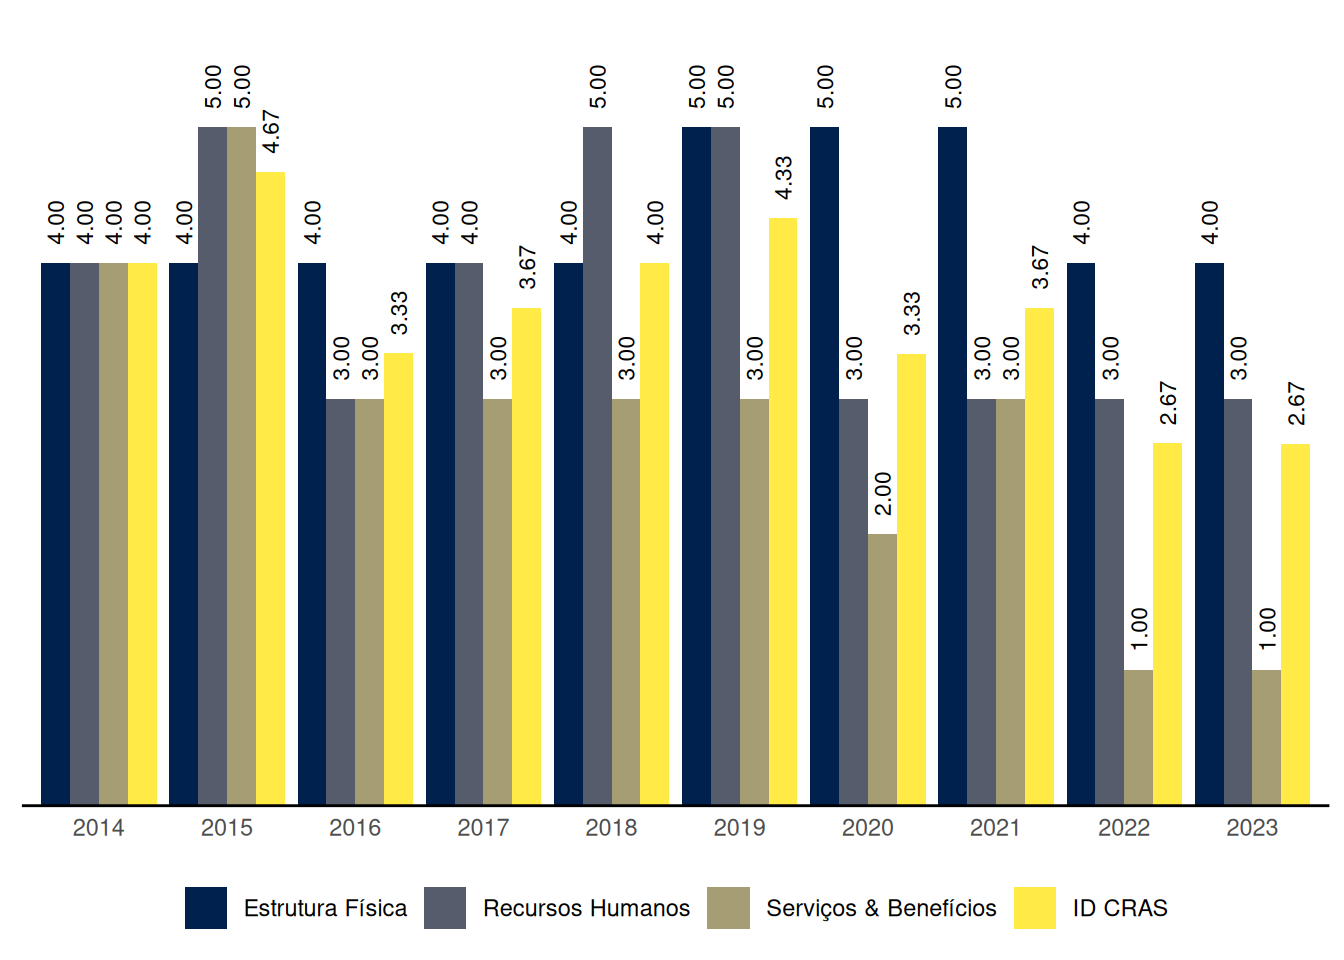 5.00 5.00 5.00 5.00 5.00 5.00 5.00
4.67
4.33
4.00 4.00 4.00 4.00 4.00 4.00 4.00 4.00 4.00 4.00 4.00 4.00
3.67 3.67
3.33 3.33
3.00 3.00 3.00 3.00 3.00 3.00 3.00 3.00 3.00 3.00
2.67 2.67
2.00
1.00 1.00
2014 2015 2016 2017 2018 2019 2020 2021 2022 2023
Estrutura Física Recursos Humanos Serviços & Benefícios ID CRAS